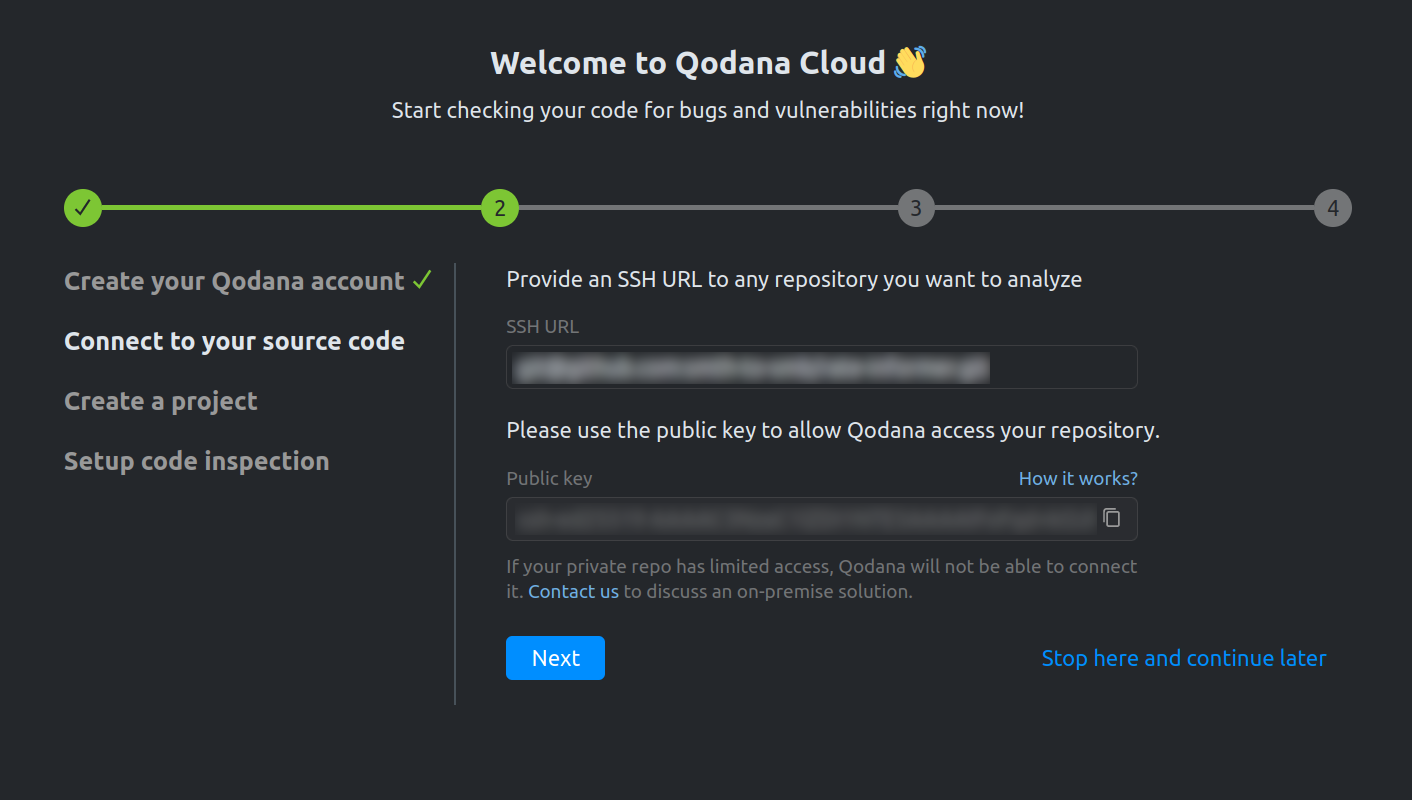 Welcome to Qodana Cloud 👋
Start checking your code for bugs and vulnerabilities right now!
2
3
4
Create your Qodana account
Connect to your source code
Create a project
Setup code inspection
Provide an SSH URL to any repository you want to analyze
SSH URL
Please use the public key to allow Qodana access your repository.
Public key
How it works?
If your private repo has limited access, Qodana will not be able to connect
it. Contact us to discuss an on-premise solution.
Next
Stop here and continue later